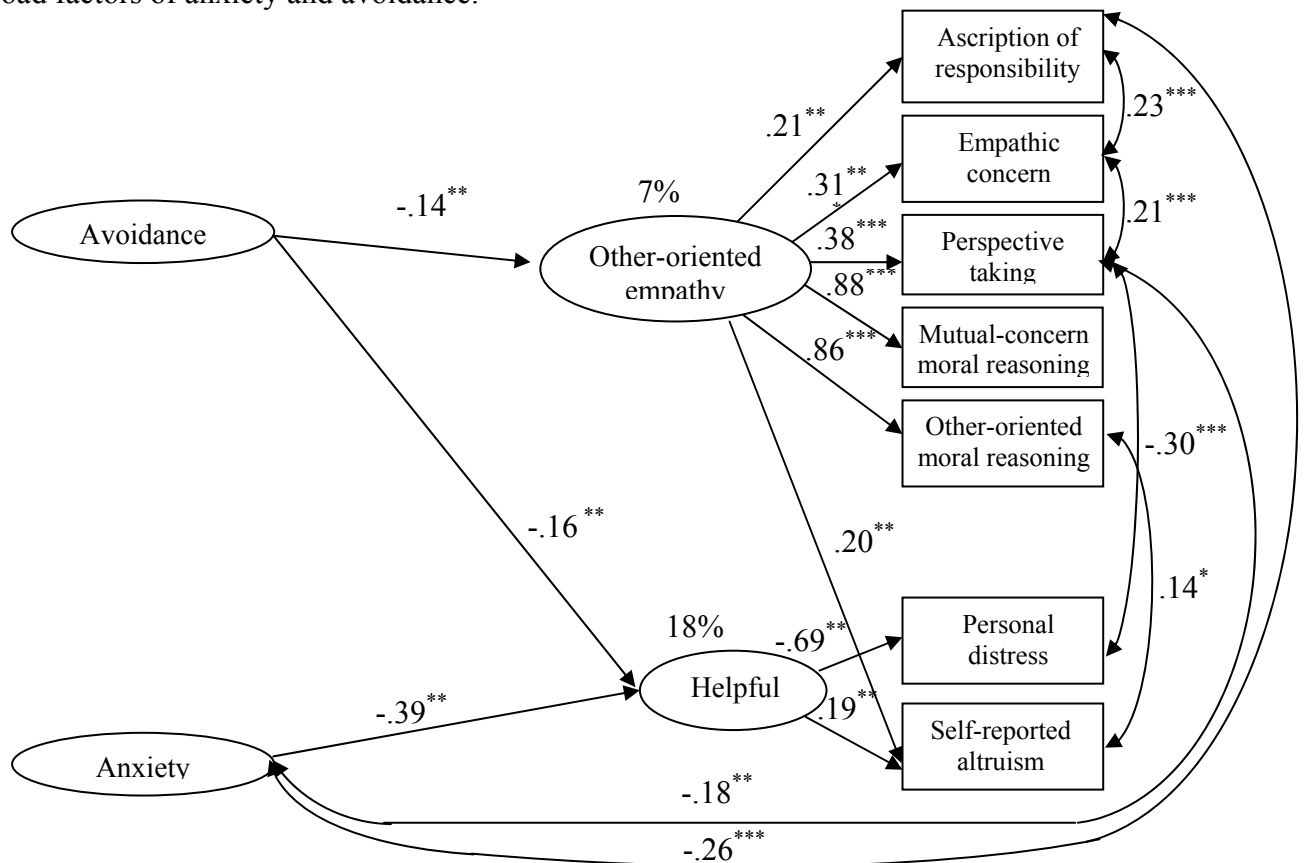 oad factors of anxiety and avoidance.
Ascription of
responsibility
.23***
.21**
Empathic
concern
.31**
*
7%
-.14**
.21***
Avoidance
Other-oriented
empathy
.38***
Perspective
taking
.88***
Mutual-concern
moral reasoning
.86***
Other-oriented
moral reasoning
-.30***
-.16**
.20**
.14*
18%
-.69**
Personal
distress
Helpful
-.39**
.19**
Self-reported
altruism
Anxiety
-.18**
-.26***